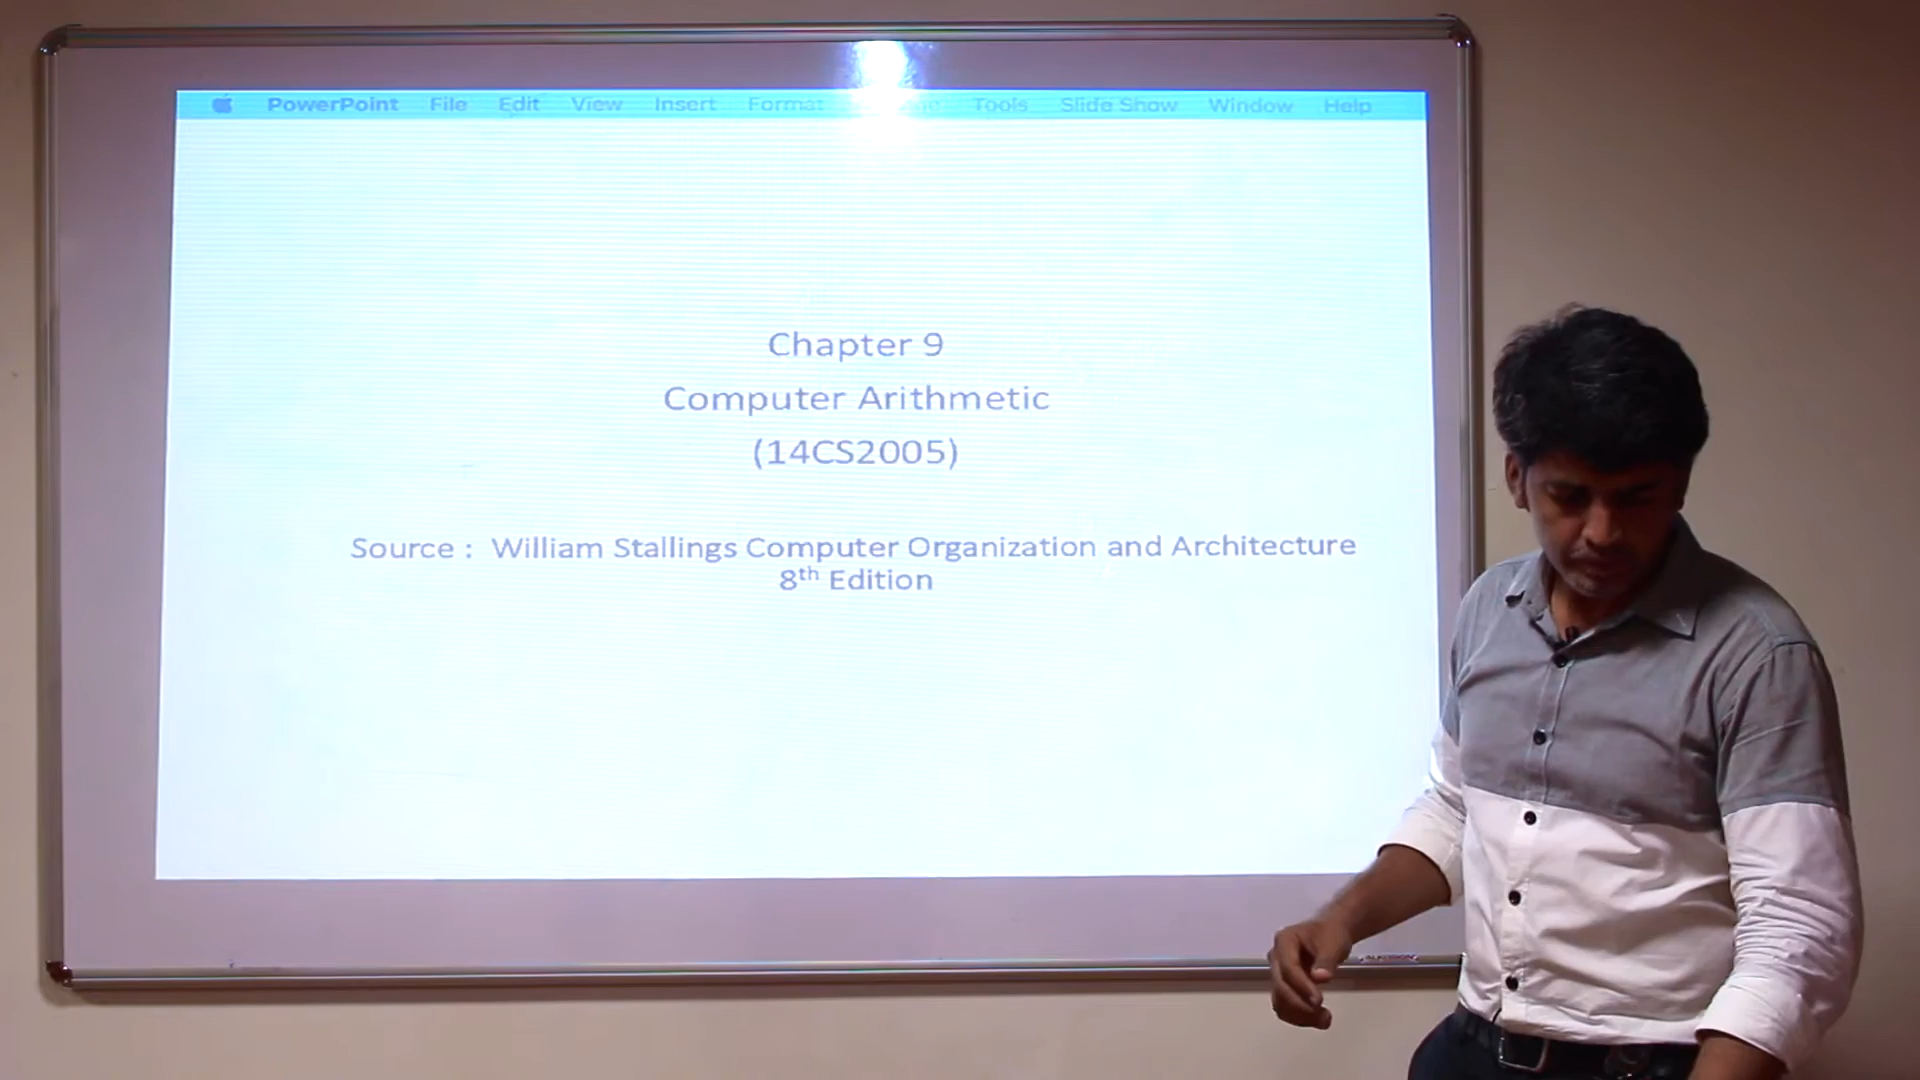 PowerPoint File Edit View Insert Format Tools Slide Show Window Help
Chapter 9
Computer Arithmetic
(14CS2005)
Source : William Stallings Computer Organization and Architecture
8th Edition